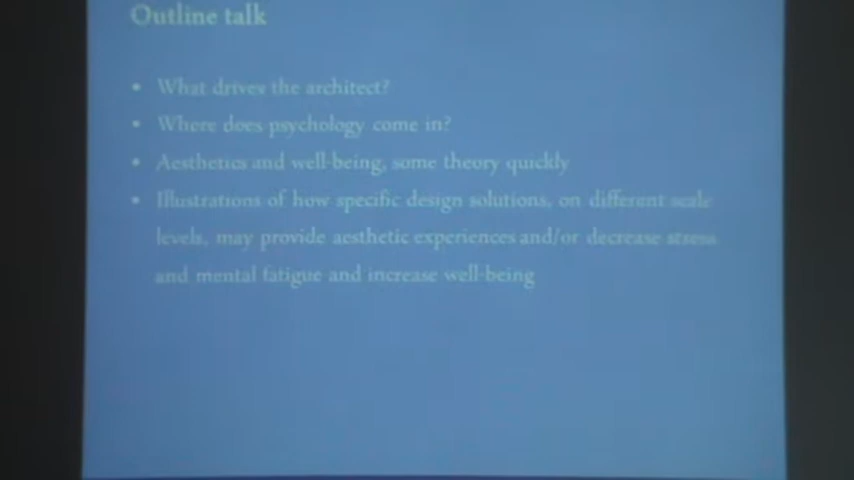 Outline talk
• What drives the architect?
• Where does psychology come in?
• Aesthetics and well-being, some theory quickly
• Illustrations of how specific design solutions, on different scale
levels, may provide aesthetic experiences and/or decrease stress
and mental fatigue and increase well-being